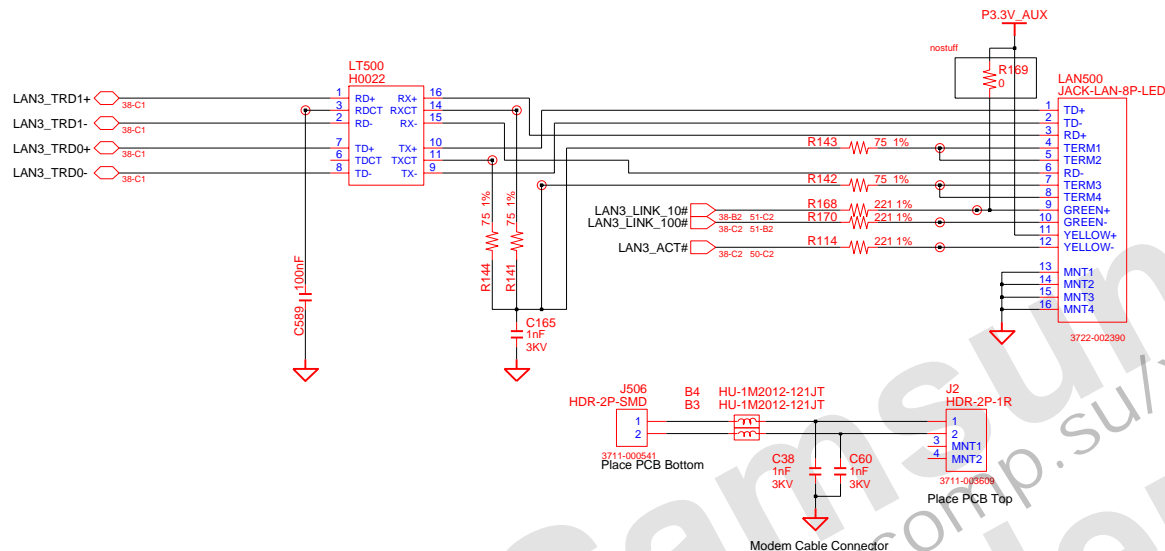 P3.3V_AUX
nostuff
R169
0
LT500
H0022
LAN500
JACK-LAN-8P-LED
LAN3_TRD1+
38-C1
LAN3_TRD1-
38-C1
LAN3_TRD0+
38-C1
LAN3_TRD0-
38-C1
1 RD+ RX+ 16
3 RDCT RXCT 14
2 RD- RX- 15
7 TD+ TX+ 10
6 TDCT TXCT 11
8 TD- TX- 9
1 TD+
2 TD-
3 RD+
4 TERM1
5 TERM2
6 RD-
7 TERM3
8 TERM4
9 GREEN+
10 GREEN-
11 YELLOW+
12 YELLOW-
13 MNT1
14 MNT2
15 MNT3
16 MNT4
3722-002390
R143 75 1%
R142 75 1%
LAN3_LINK_10# R168 221 1%
38-B2 51-C2
LAN3_LINK_100# R170 221 1%
38-C2 51-B2
LAN3_ACT# R114 221 1%
38-C2 50-C2
75 1%
75 1%
R144
R141
C589 100nF
C165
1nF
3KV
J506
HDR-2P-SMD
1
2
3711-000541
Place PCB Bottom
B4 HU-1M2012-121JT
B3 HU-1M2012-121JT
C38
1nF
3KV
C60
1nF
3KV
J2
HDR-2P-1R
1
2
3 MNT1
4 MNT2
3711-003609
Place PCB Top
Modem Cable Connector
Samsun
comp.su/